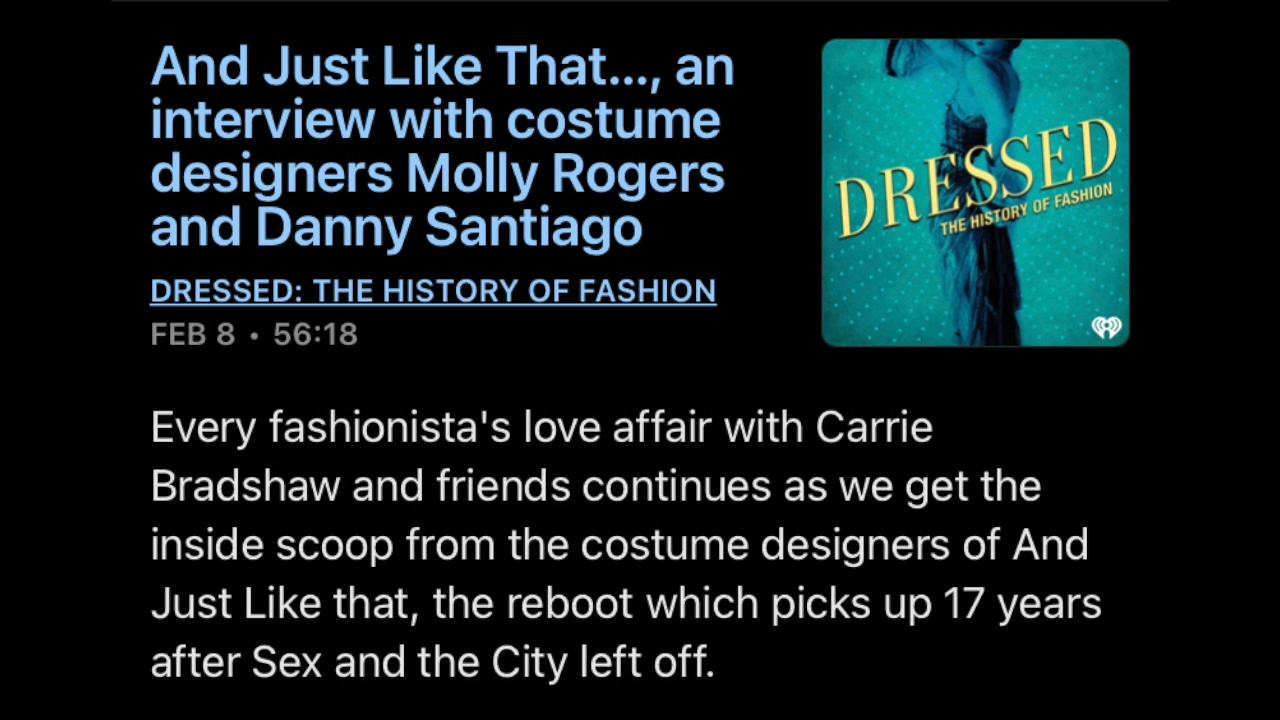 And Just Like That..., an
interview with costume
designers Molly Rogers
and Danny Santiago
DRESSED: THE HISTORY OF FASHION
FEB 8 • 56:18
DRESSED
THE HISTORY OF FASHION
Every fashionista's love affair with Carrie
Bradshaw and friends continues as we get the
inside scoop from the costume designers of And
Just Like that, the reboot which picks up 17 years
after Sex and the City left off.